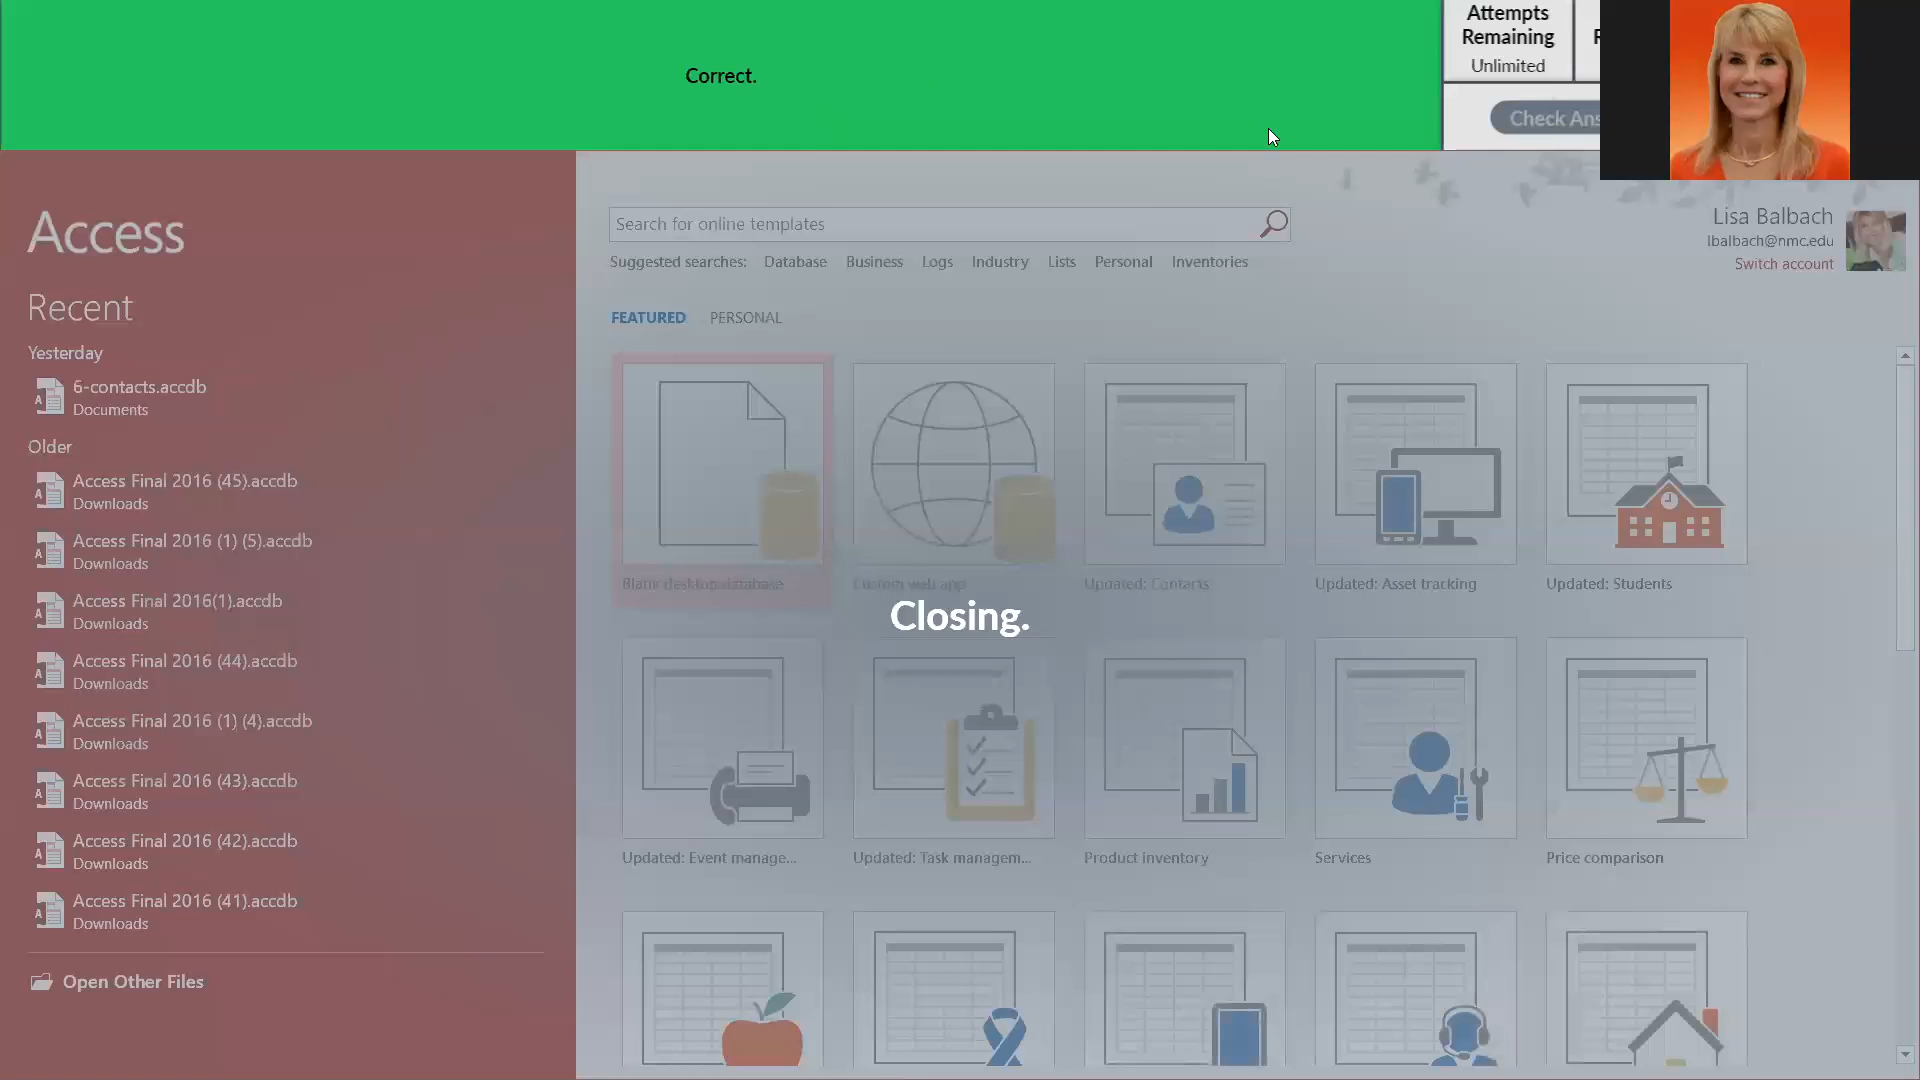 Correct.
Attempts
Remaining
Unlimited
Check Ans
Access
Recent
Yesterday
6-contacts.accdb
Documents
Older
Access Final 2016 (45).accdb
Downloads
Access Final 2016 (1) (5).accdb
Downloads
Access Final 2016(1).accdb
Downloads
Access Final 2016 (44).accdb
Downloads
Access Final 2016 (1) (4).accdb
Downloads
Access Final 2016 (43).accdb
Downloads
Access Final 2016 (42).accdb
Downloads
Access Final 2016 (41).accdb
Downloads
Open Other Files
Search for online templates
Suggested searches: Database Business Logs Industry Lists Personal Inventories
Lisa Balbach
lbalbach@nmc.edu
Switch account
FEATURED PERSONAL
Blank desktop database Custom web app Updated: Contacts Updated: Asset tracking Updated: Students
Closing.
Updated: Event manage... Updated: Task managem... Product inventory Services Price comparison